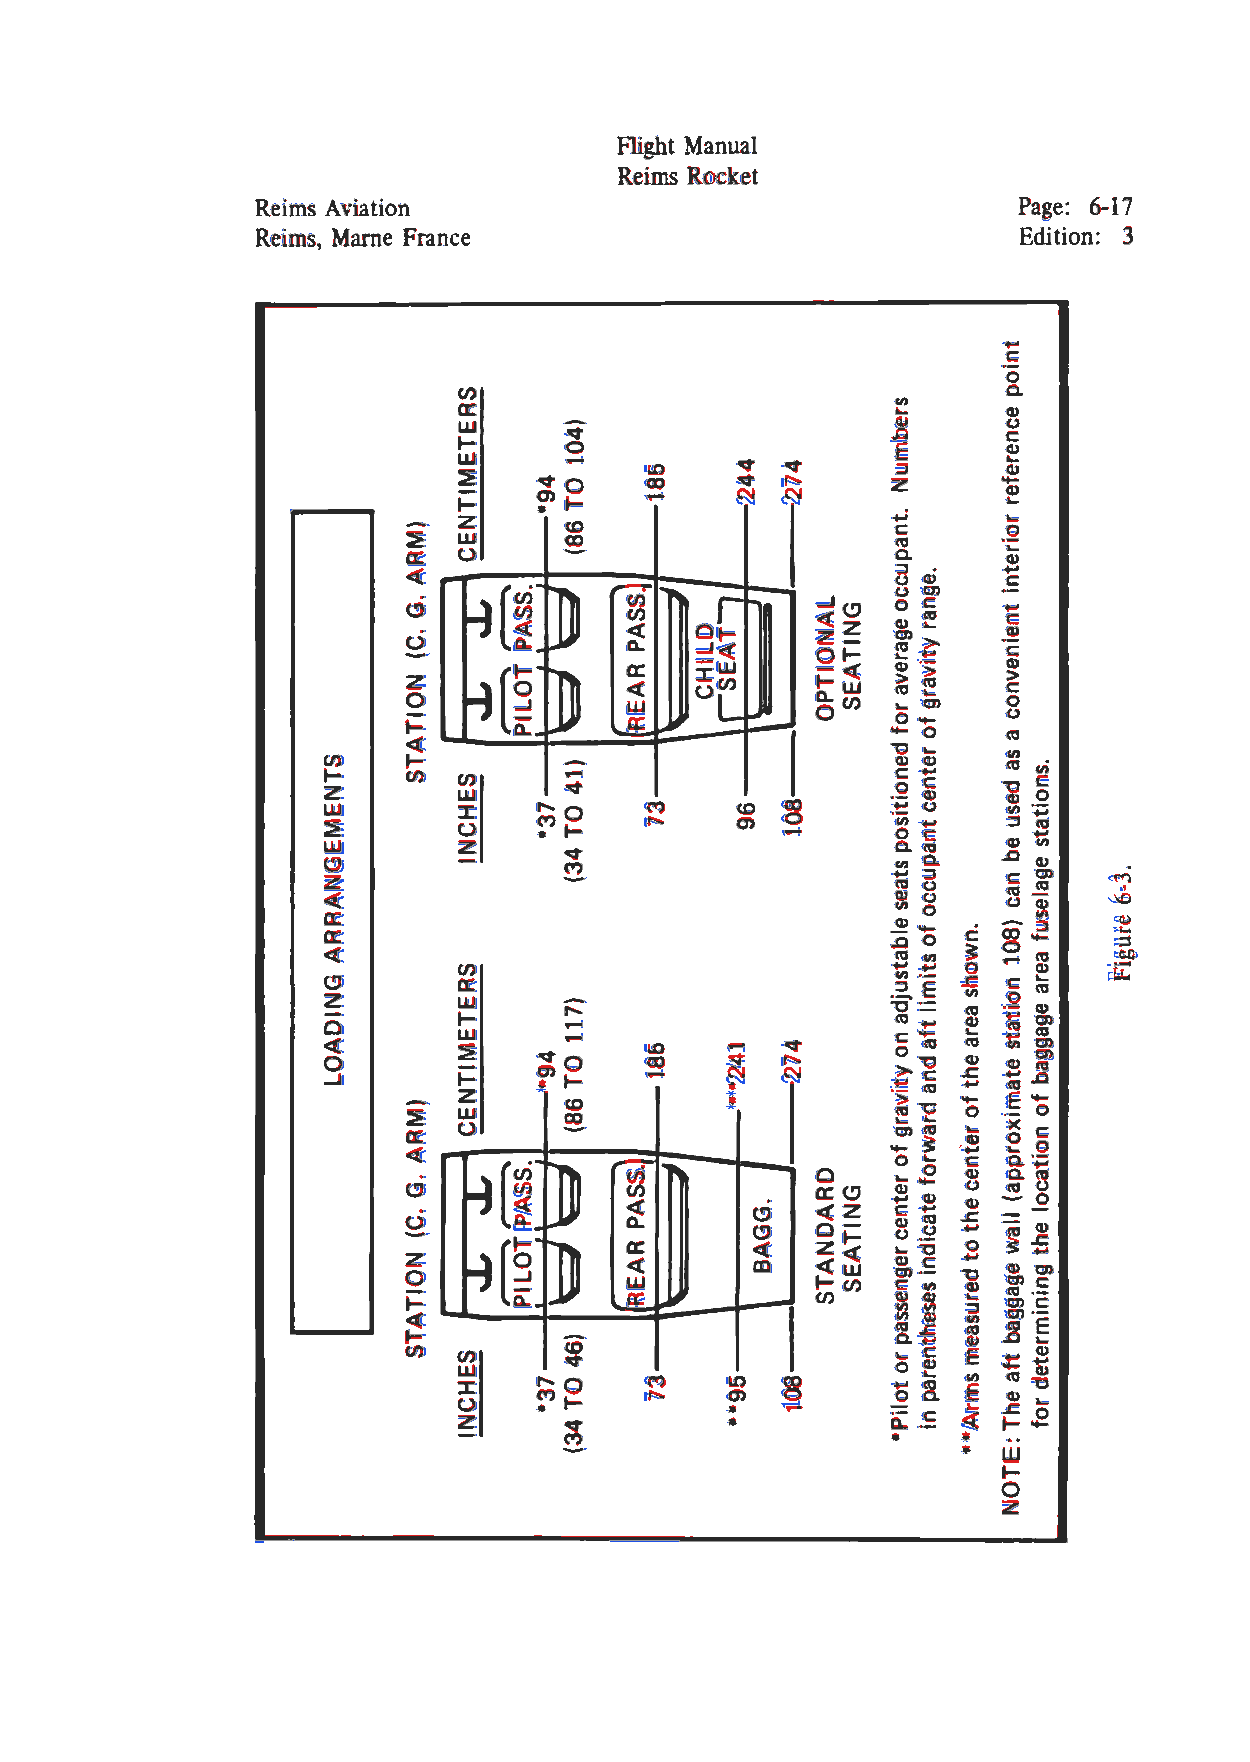 Flight Manual
Reims Rocket
Reims Aviation
Page: 6-17
Reims, Marne France
Edition: 3
LOADING ARRANGEMENTS
STATION (C. G. ARM)
INCHES
CENTIMETERS
PILOT
PASS.
*37
*94
(34 TO 46)
(86 TO 117)
REAR PASS.
73
185
**95
**241
BAGG.
108
274
STANDARD
SEATING
STATION (C. G. ARM)
INCHES
CENTIMETERS
PILOT
PASS.
*37
*94
(34 TO 41)
(86 TO 104)
REAR PASS.
73
185
CHILD
SEAT
96
244
108
274
OPTIONAL
SEATING
*Pilot or passenger center of gravity on adjustable seats positioned for average occupant. Numbers
in parentheses indicate forward and aft limits of occupant center of gravity range.
**Arms measured to the center of the area shown.
NOTE: The aft baggage wall (approximate station 108) can be used as a convenient interior reference point
for determining the location of baggage area fuselage stations.
Figure 6-3.